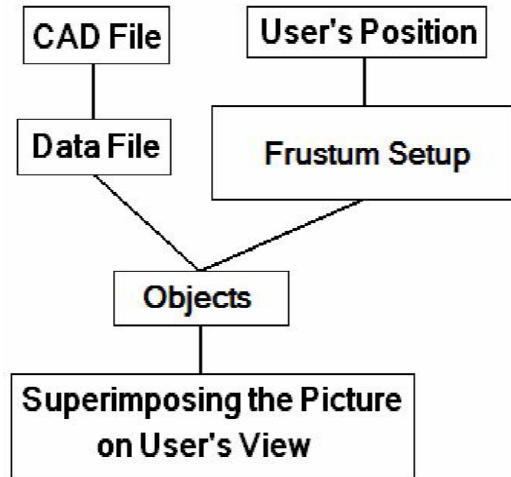 CAD File
User's Position
Data File
Frustum Setup
Objects
Superimposing the Picture
on User's View